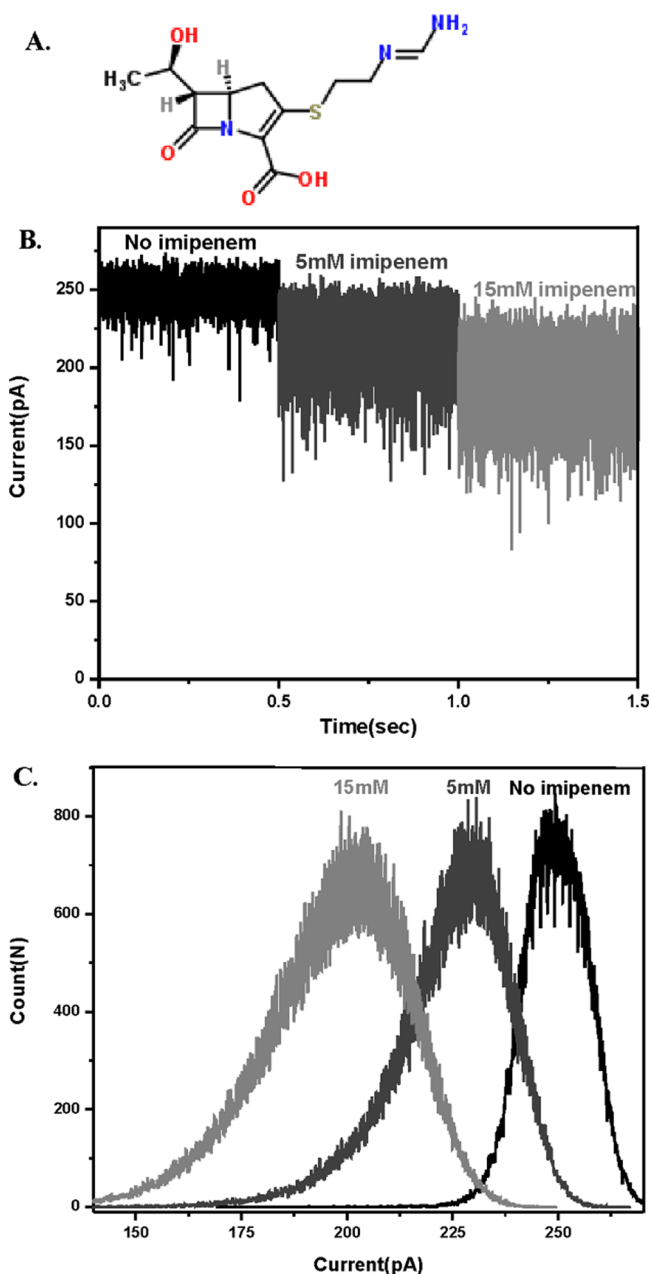 A.
OH
NH₂
N
H₃C
H
H
S
N
O
OH
O
B.
No imipenem
5mM imipenem
15mM imipenem
250
200
150
100
50
0
Current(pA)
0.0 0.5 1.0 1.5
Time(sec)
C.
15mM 5mM No imipenem
800
600
400
200
0
Count(N)
150 175 200 225 250
Current(pA)